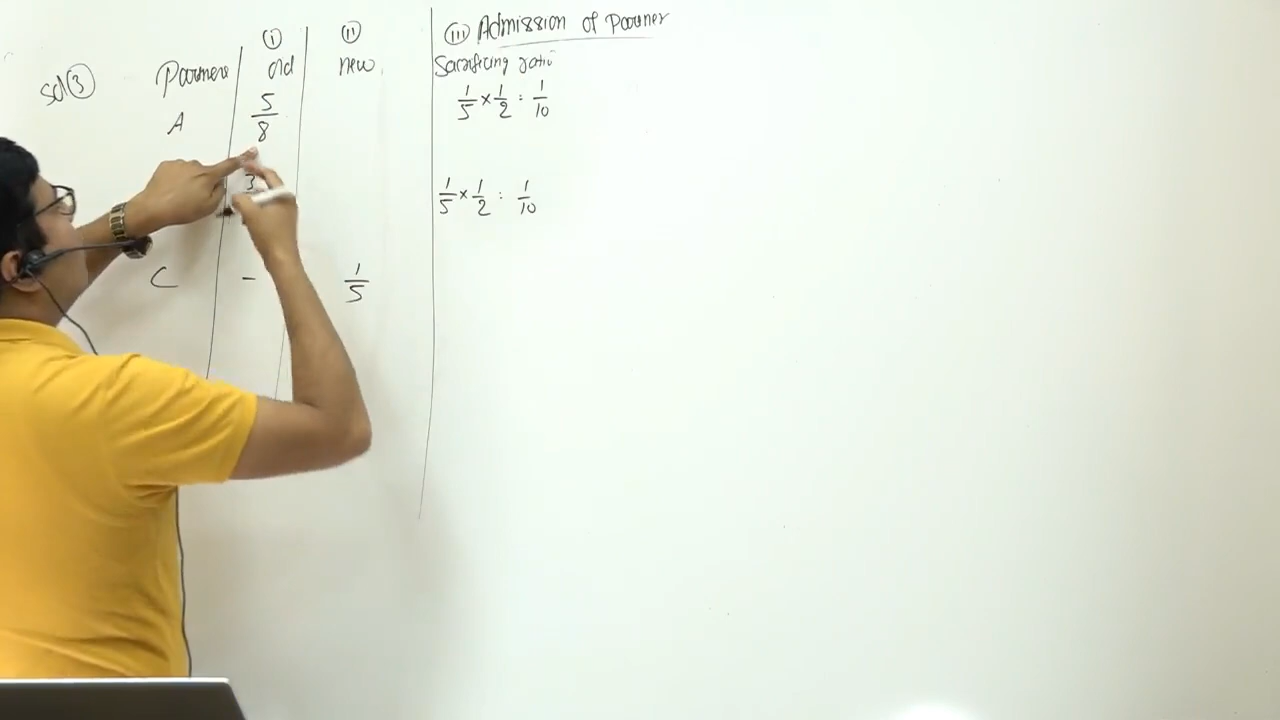 (III) Admission of Partner
(I) (II)
Sol (3) Partners Old new Sacrificing ratio
A 5/8 1/5 × 1/2 : 1/10
3 1/5 × 1/2 : 1/10
C - 1/5